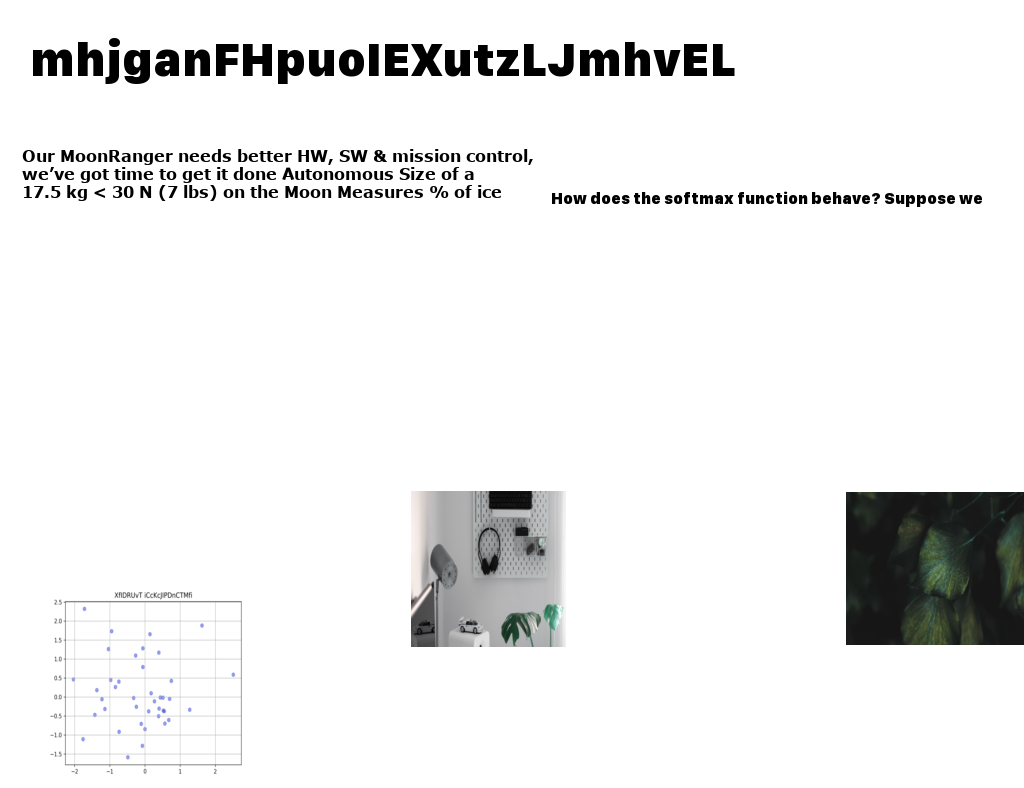 mhjganFHpuoIEXutzLJmhvEL
Our MoonRanger needs better HW, SW & mission control,
we’ve got time to get it done Autonomous Size of a
17.5 kg < 30 N (7 lbs) on the Moon Measures % of ice
How does the softmax function behave? Suppose we
2.5
2.0
1.5
1.0
0.5
0.0
−0.5
−1.0
−1.5
−2 −1 0 1 2